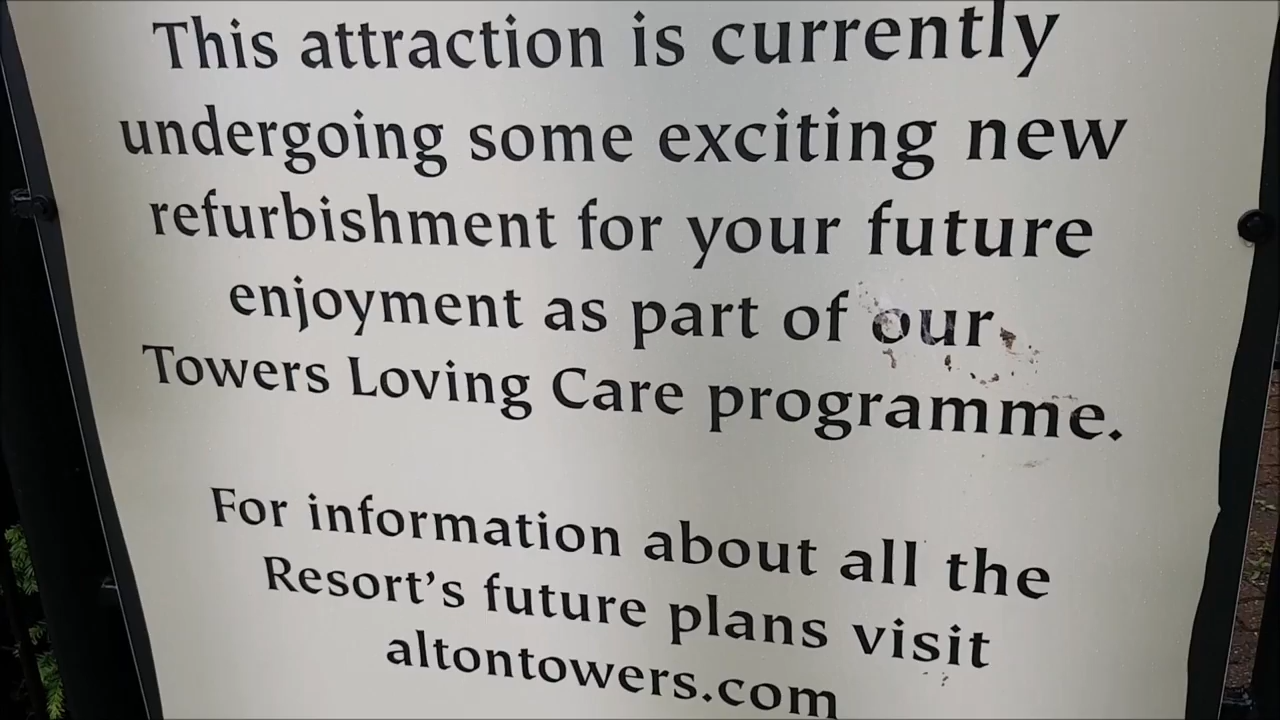 This attraction is currently
undergoing some exciting new
refurbishment for your future
enjoyment as part of our
Towers Loving Care programme.
For information about all the
Resort's future plans visit
altontowers.com